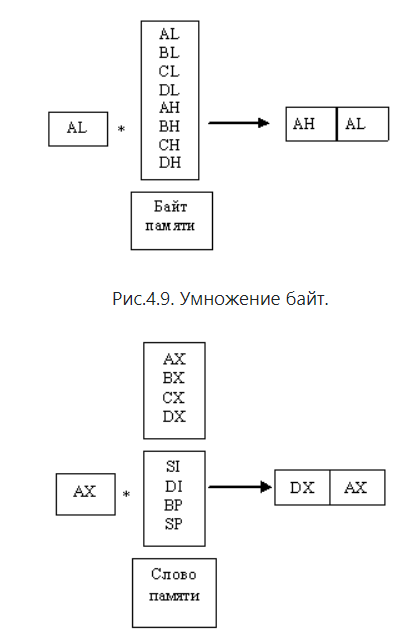 AL
BL
CL
DL
AH
BH
CH
DH
AL * AH AL
Байт
памяти
Рис.4.9. Умножение байт.
AX
BX
CX
DX
SI
DI
BP
SP
AX * DX AX
Слово
памяти